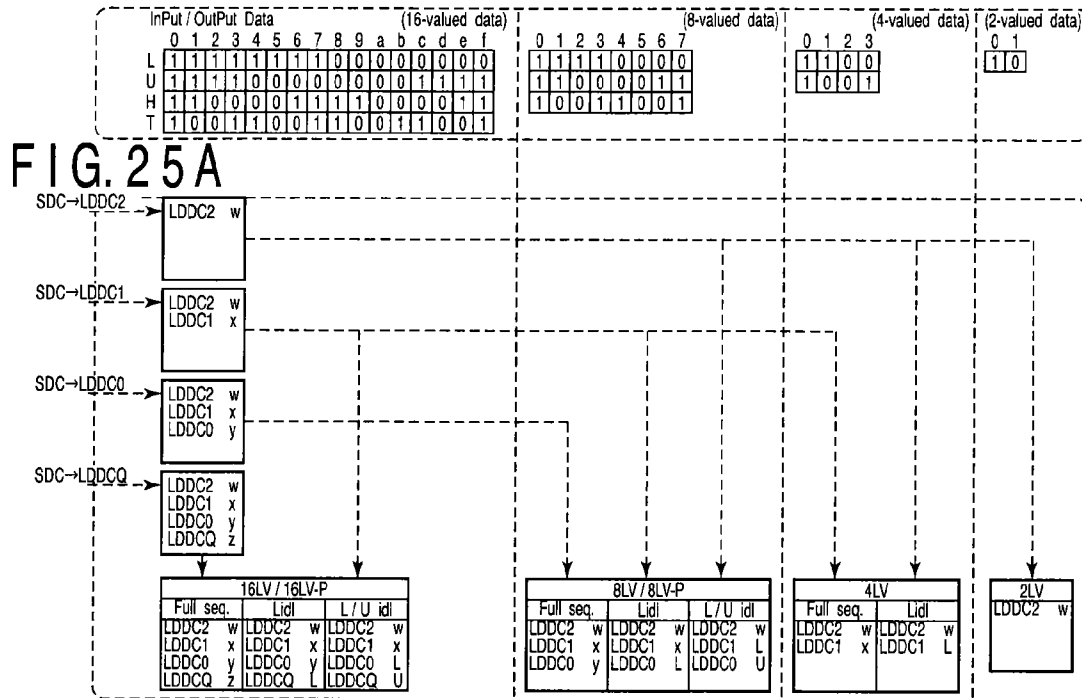 InPut / OutPut Data (16-valued data) (8-valued data) (4-valued data) (2-valued data)
0 1 2 3 4 5 6 7 8 9 a b c d e f 0 1 2 3 4 5 6 7 0 1 2 3 0 1
L 1 1 1 1 1 1 1 1 0 0 0 0 0 0 0 0 1 1 1 1 0 0 0 0 1 1 0 0 1 0
U 1 1 1 1 0 0 0 0 0 0 0 0 1 1 1 1 1 1 0 0 0 0 1 1 1 0 0 1
H 1 1 0 0 0 0 1 1 1 1 0 0 0 0 1 1 1 0 0 1 1 0 0 1
T 1 0 0 1 1 0 0 1 1 0 0 1 1 0 0 1
FIG. 25A
SDC→LDDC2
LDDC2 w
SDC→LDDC1
LDDC2 w
LDDC1 x
SDC→LDDC0
LDDC2 w
LDDC1 x
LDDC0 y
SDC→LDDCQ
LDDC2 w
LDDC1 x
LDDC0 y
LDDCQ z
16LV / 16LV-P
Full seq. Lidl L / U idl
LDDC2 w LDDC2 w LDDC2 w
LDDC1 x LDDC1 x LDDC1 x
LDDC0 y LDDC0 y LDDC0 L
LDDCQ z LDDCQ L LDDCQ U
8LV / 8LV-P
Full seq. Lidl L / U idl
LDDC2 w LDDC2 w LDDC2 w
LDDC1 x LDDC1 x LDDC1 L
LDDC0 y LDDC0 L LDDC0 U
4LV
Full seq. Lidl
LDDC2 w LDDC2 w
LDDC1 x LDDC1 L
2LV
LDDC2 w